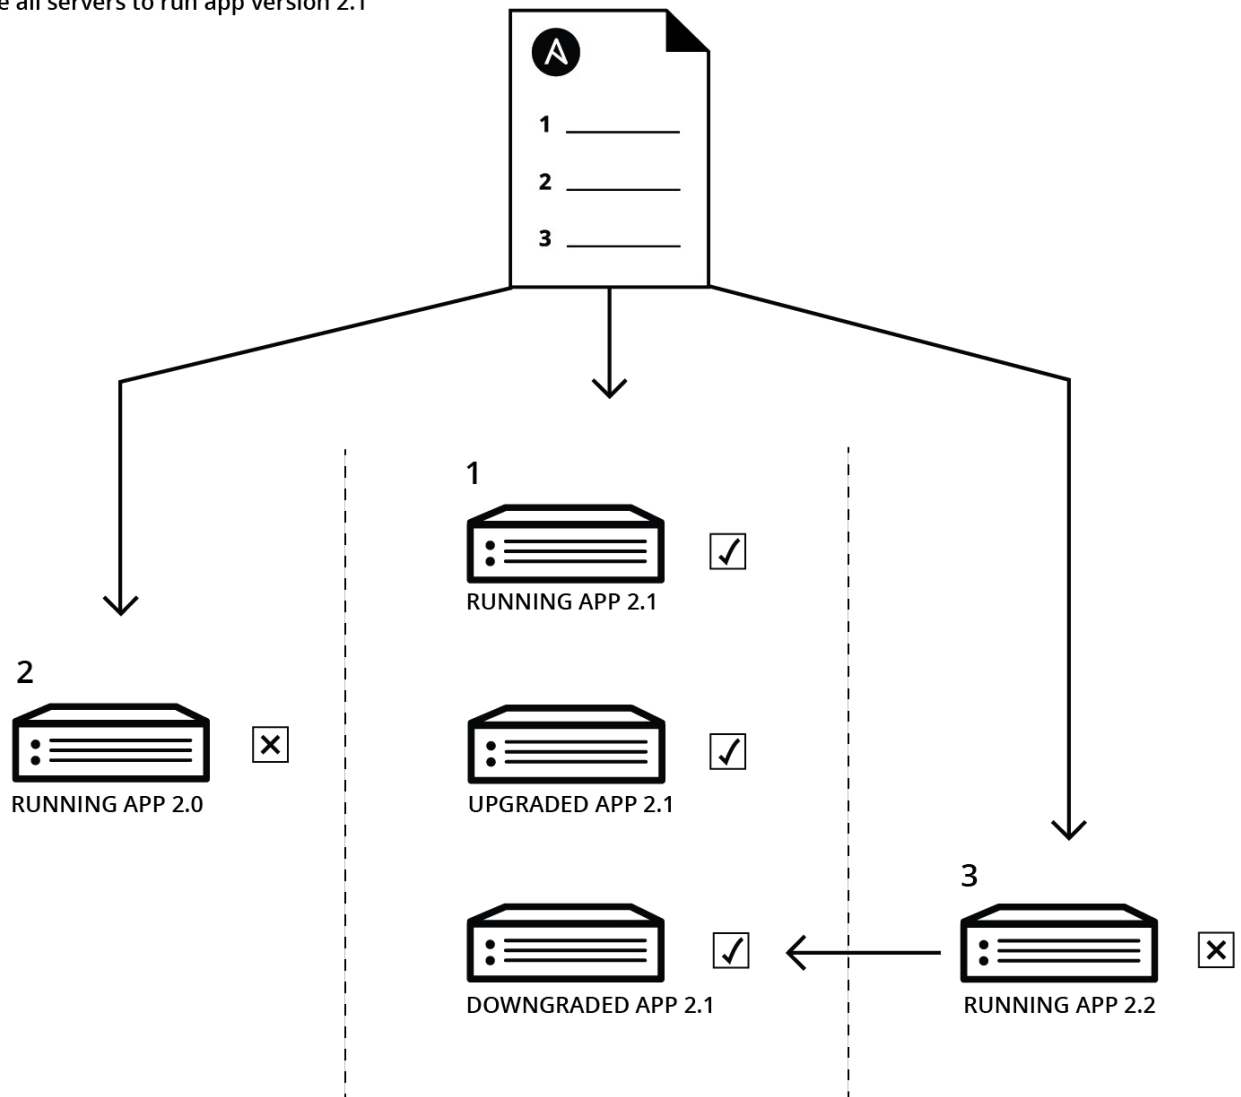 e all servers to run app version 2.1
1
2
3
1
RUNNING APP 2.1
2
RUNNING APP 2.0
UPGRADED APP 2.1
3
DOWNGRADED APP 2.1
RUNNING APP 2.2